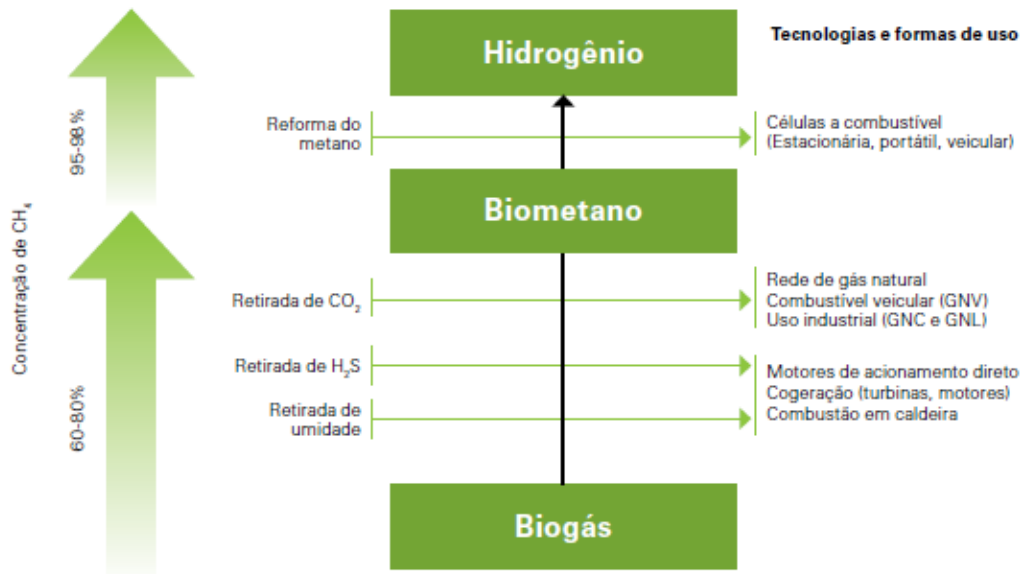 Hidrogênio
Tecnologias e formas de uso
95-98%
Reforma do
metano
Células a combustível
(Estacionária, portátil, veicular)
Biometano
Concentração de CH₄
Retirada de CO₂
Rede de gás natural
Combustível veicular (GNV)
Uso industrial (GNC e GNL)
Retirada de H₂S
Motores de acionamento direto
Cogeração (turbinas, motores)
Combustão em caldeira
Retirada de
umidade
60-80%
Biogás